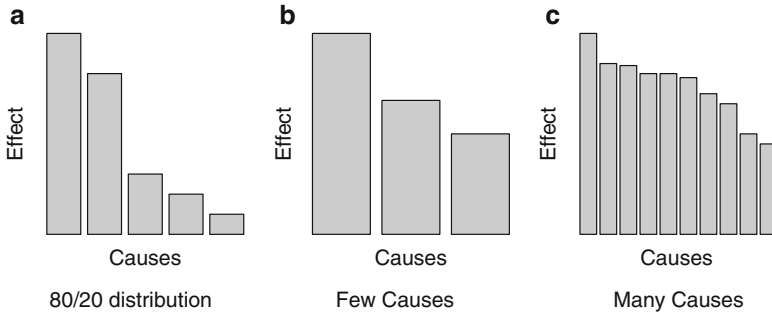 a
Effect
Causes
80/20 distribution
b
Effect
Causes
Few Causes
c
Effect
Causes
Many Causes